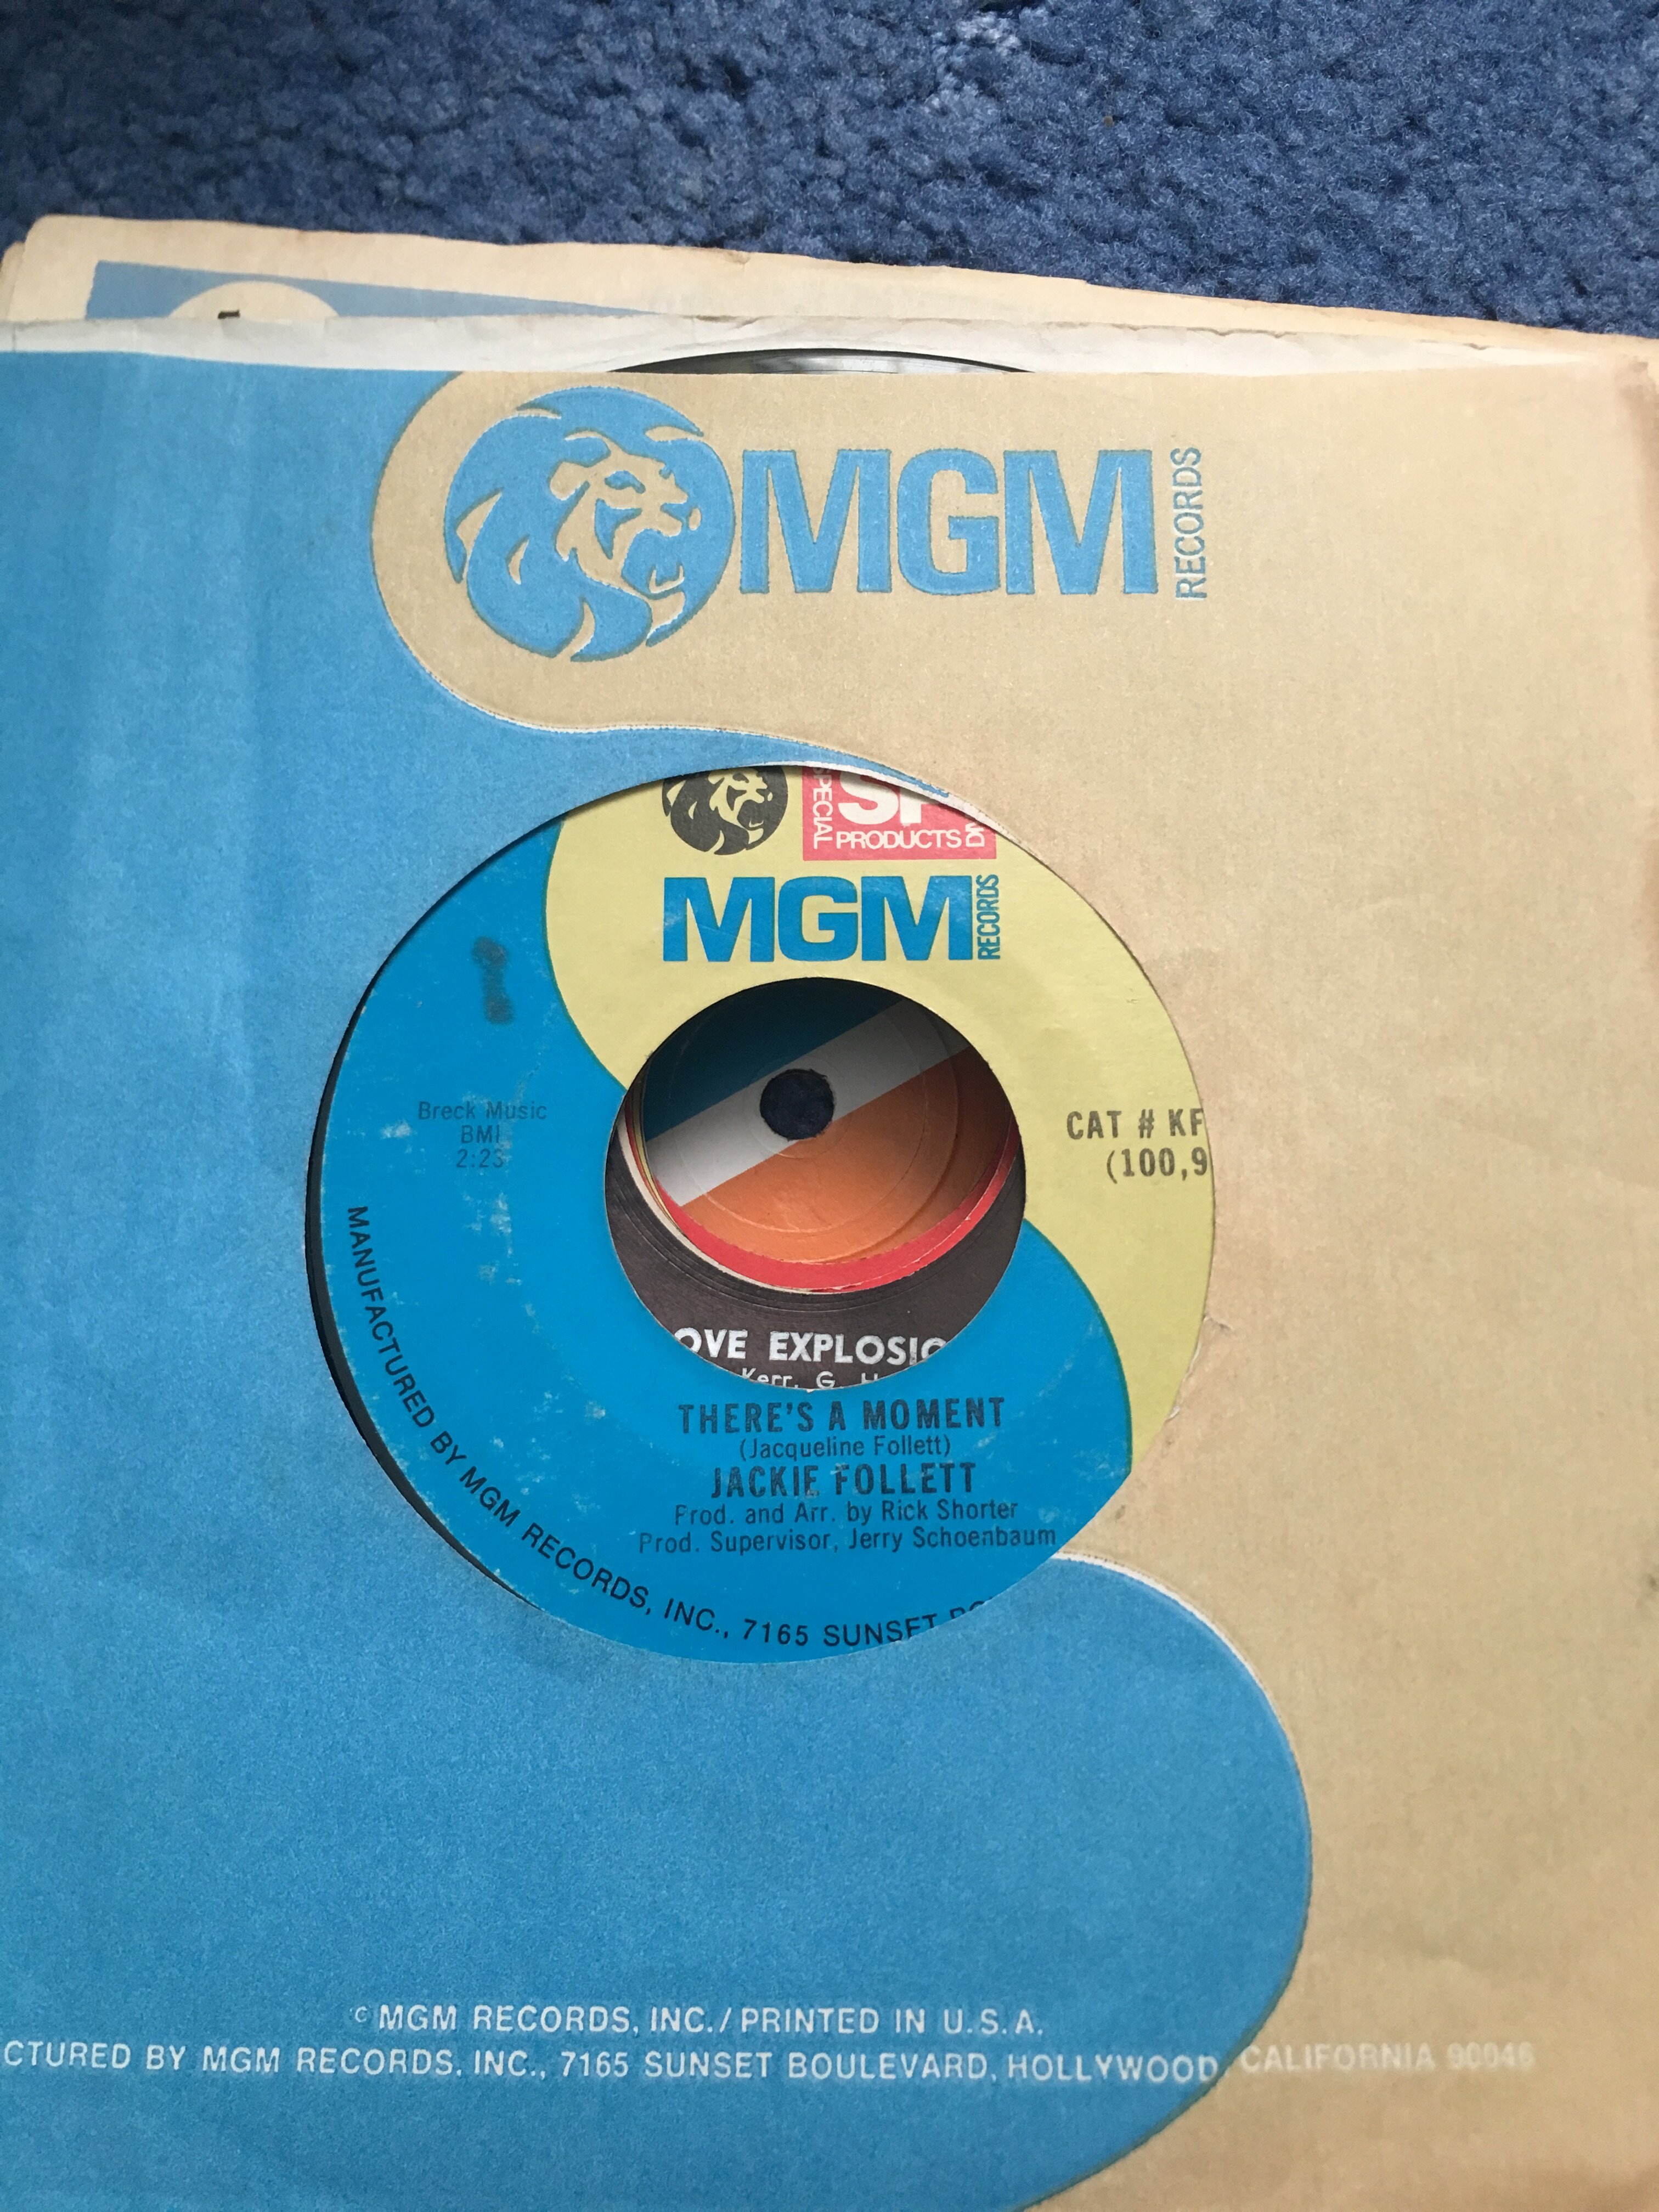 MGM RECORDS
SPECIAL
PRODUCTS
MGM RECORDS
Breck Music
BMI
2:23
CAT # KF
(100,9
OVE EXPLOSIO
Kerr, G. H
THERE'S A MOMENT
(Jacqueline Follett)
JACKIE FOLLETT
Prod. and Arr. by Rick Shorter
Prod. Supervisor, Jerry Schoenbaum
MANUFACTURED BY MGM RECORDS, INC., 7165 SUNSET
© MGM RECORDS, INC./PRINTED IN U.S.A.
CTURED BY MGM RECORDS, INC., 7165 SUNSET BOULEVARD, HOLLYWOOD, CALIFORNIA 90046